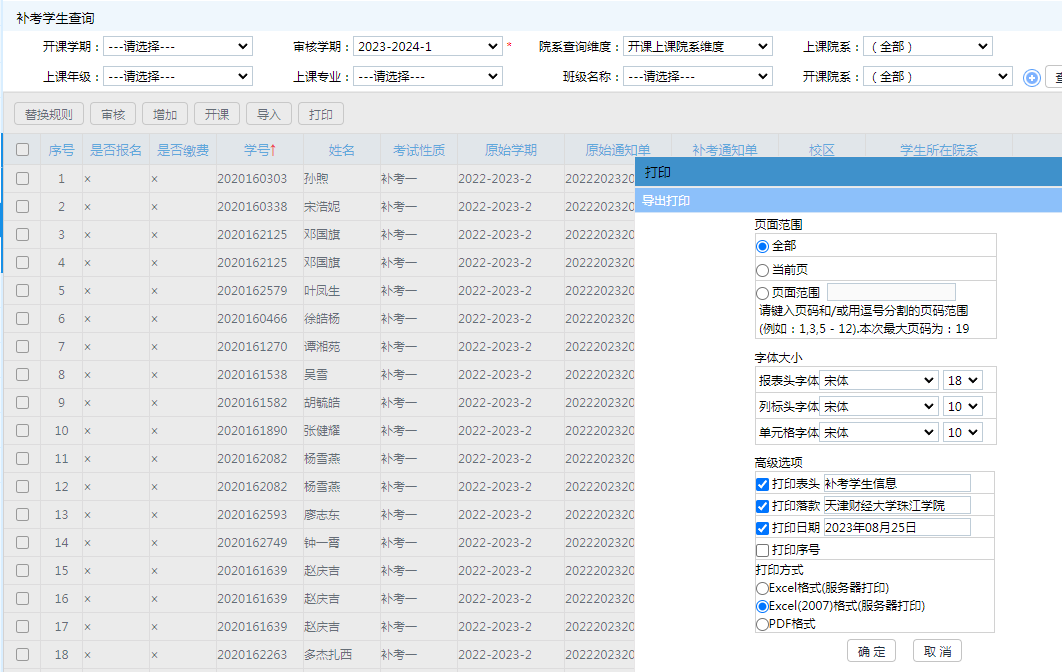 补考学生查询
开课学期：---请选择--- 审核学期：2023-2024-1 * 院系查询维度：开课上课院系维度 上课院系：（全部）
上课年级：---请选择--- 上课专业：---请选择--- 班级名称：---请选择--- 开课院系：（全部）
替换规则 审核 增加 开课 导入 打印
序号 是否报名 是否缴费 学号↑ 姓名 考试性质 原始学期 原始通知单 补考通知单 校区 学生所在院系
1 × × 2020160303 孙煦 补考一 2022-2023-2 2022202320
2 × × 2020160338 宋浩妮 补考一 2022-2023-2 2022202320
3 × × 2020162125 邓国旗 补考一 2022-2023-2 2022202320
4 × × 2020162125 邓国旗 补考一 2022-2023-2 2022202320
5 × × 2020162579 叶凤生 补考一 2022-2023-2 2022202320
6 × × 2020160466 徐皓杨 补考一 2022-2023-2 2022202320
7 × × 2020161270 谭湘苑 补考一 2022-2023-2 2022202320
8 × × 2020161538 吴雪 补考一 2022-2023-2 2022202320
9 × × 2020161582 胡毓皓 补考一 2022-2023-2 2022202320
10 × × 2020161890 张健耀 补考一 2022-2023-2 2022202320
11 × × 2020162082 杨雪燕 补考一 2022-2023-2 2022202320
12 × × 2020162082 杨雪燕 补考一 2022-2023-2 2022202320
13 × × 2020162593 廖志东 补考一 2022-2023-2 2022202320
14 × × 2020162749 钟一霄 补考一 2022-2023-2 2022202320
15 × × 2020161639 赵庆吉 补考一 2022-2023-2 2022202320
16 × × 2020161639 赵庆吉 补考一 2022-2023-2 2022202320
17 × × 2020161639 赵庆吉 补考一 2022-2023-2 2022202320
18 × × 2020162263 多杰扎西 补考一 2022-2023-2 2022202320
打印
导出打印
页面范围
全部
当前页
页面范围
请键入页码和/或用逗号分割的页码范围
(例如：1,3,5 - 12).本次最大页码为：19
字体大小
报表头字体 宋体 18
列标头字体 宋体 10
单元格字体 宋体 10
高级选项
打印表头 补考学生信息
打印落款 天津财经大学珠江学院
打印日期 2023年08月25日
打印序号
打印方式
Excel格式(服务器打印)
Excel(2007)格式(服务器打印)
PDF格式
确 定 取 消